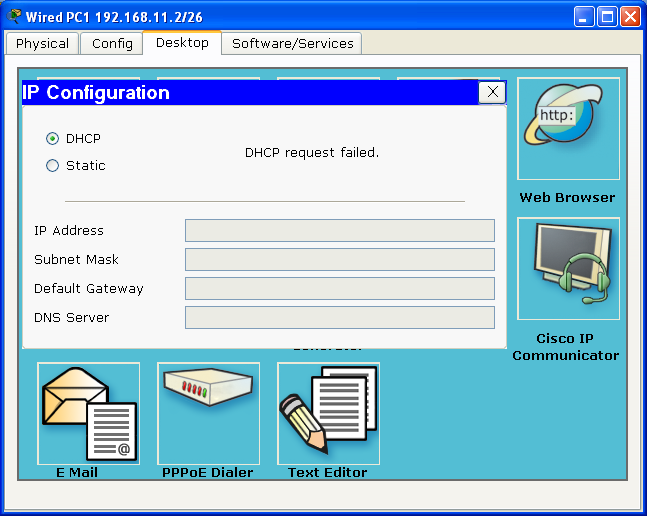 Wired PC1 192.168.11.2/26
Physical Config Desktop Software/Services
IP Configuration X
DHCP
Static
DHCP request failed.
IP Address
Subnet Mask
Default Gateway
DNS Server
http:
Web Browser
Cisco IP
Communicator
@
E Mail
PPPoE Dialer
Text Editor